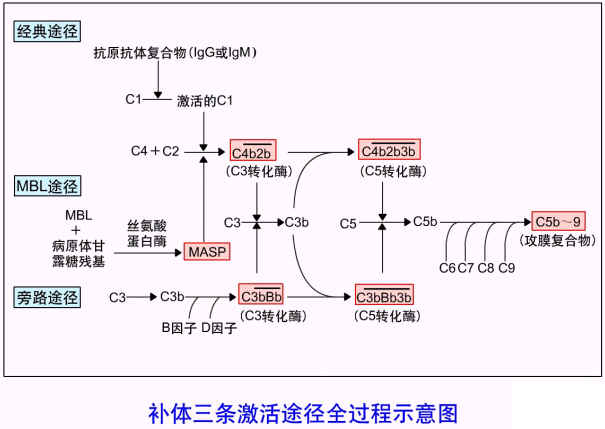 经典途径
抗原抗体复合物(IgG或IgM)
C1
激活的C1
C4+C2
C4b2b
(C3转化酶)
C4b2b3b
(C5转化酶)
MBL途径
MBL
+
病原体甘
露糖残基
丝氨酸
蛋白酶
MASP
C3
C3b
C5
C5b
C5b~9
(攻膜复合物)
C6
C7
C8
C9
旁路途径
C3
C3b
B因子
D因子
C3bBb
(C3转化酶)
C3bBb3b
(C5转化酶)
补体三条激活途径全过程示意图